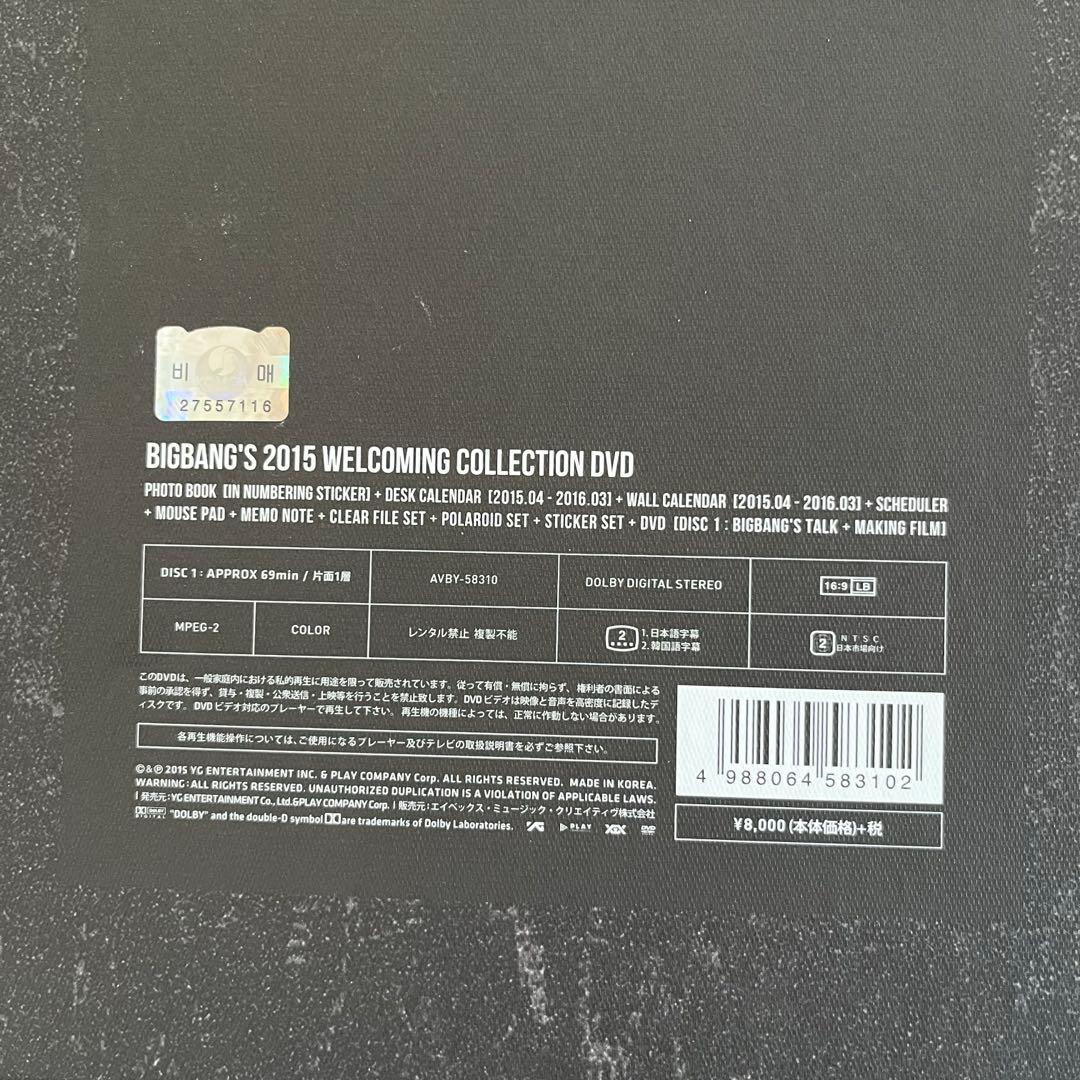 비 매
27557116
BIGBANG'S 2015 WELCOMING COLLECTION DVD
PHOTO BOOK [IN NUMBERING STICKER] + DESK CALENDAR [2015.04 - 2016.03] + WALL CALENDAR [2015.04 - 2016.03] + SCHEDULER
+ MOUSE PAD + MEMO NOTE + CLEAR FILE SET + POLAROID SET + STICKER SET + DVD [DISC 1 : BIGBANG'S TALK + MAKING FILM]
DISC 1 : APPROX 69min / 片面1層
AVBY-58310
DOLBY DIGITAL STEREO
16:9 LB
MPEG-2
COLOR
レンタル禁止 複製不能
2 1. 日本語字幕
2. 韓国語字幕
2 NTSC
日本市場向け
このDVDは、一般家庭内における私的再生に用途を限って販売されています。従って有償・無償に拘らず、権利者の書面による
事前の承認を得ず、貸与・複製・公衆送信・上映等を行うことを禁止致します。DVDビデオは映像と音声を高密度に記録したデ
ィスクです。DVDビデオ対応のプレーヤーで再生して下さい。再生機の機種によっては、正常に作動しない場合があります。
各再生機能操作については、ご使用になるプレーヤー及びテレビの取扱説明書を必ずご参照下さい。
©&℗ 2015 YG ENTERTAINMENT INC. & PLAY COMPANY Corp. ALL RIGHTS RESERVED. MADE IN KOREA.
WARNING: ALL RIGHTS RESERVED. UNAUTHORIZED DUPLICATION IS A VIOLATION OF APPLICABLE LAWS.
| 発売元：YG ENTERTAINMENT Co., Ltd.&PLAY COMPANY Corp. | 販売元：エイベックス・ミュージック・クリエイティヴ株式会社
DOLBY DIGITAL "DOLBY" and the double-D symbol are trademarks of Dolby Laboratories. YG PLAY YGEX DVD
4 988064 583102
¥8,000 (本体価格)+税